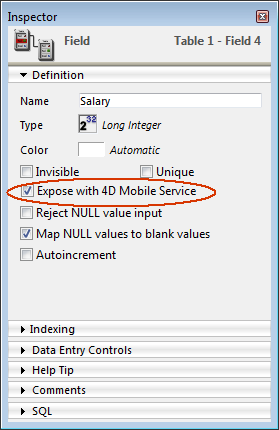 Inspector
Field Table 1 - Field 4
Definition
Name Salary
Type 2³² Long Integer
Color Automatic
Invisible Unique
Expose with 4D Mobile Service
Reject NULL value input
Map NULL values to blank values
Autoincrement
Indexing
Data Entry Controls
Help Tip
Comments
SQL